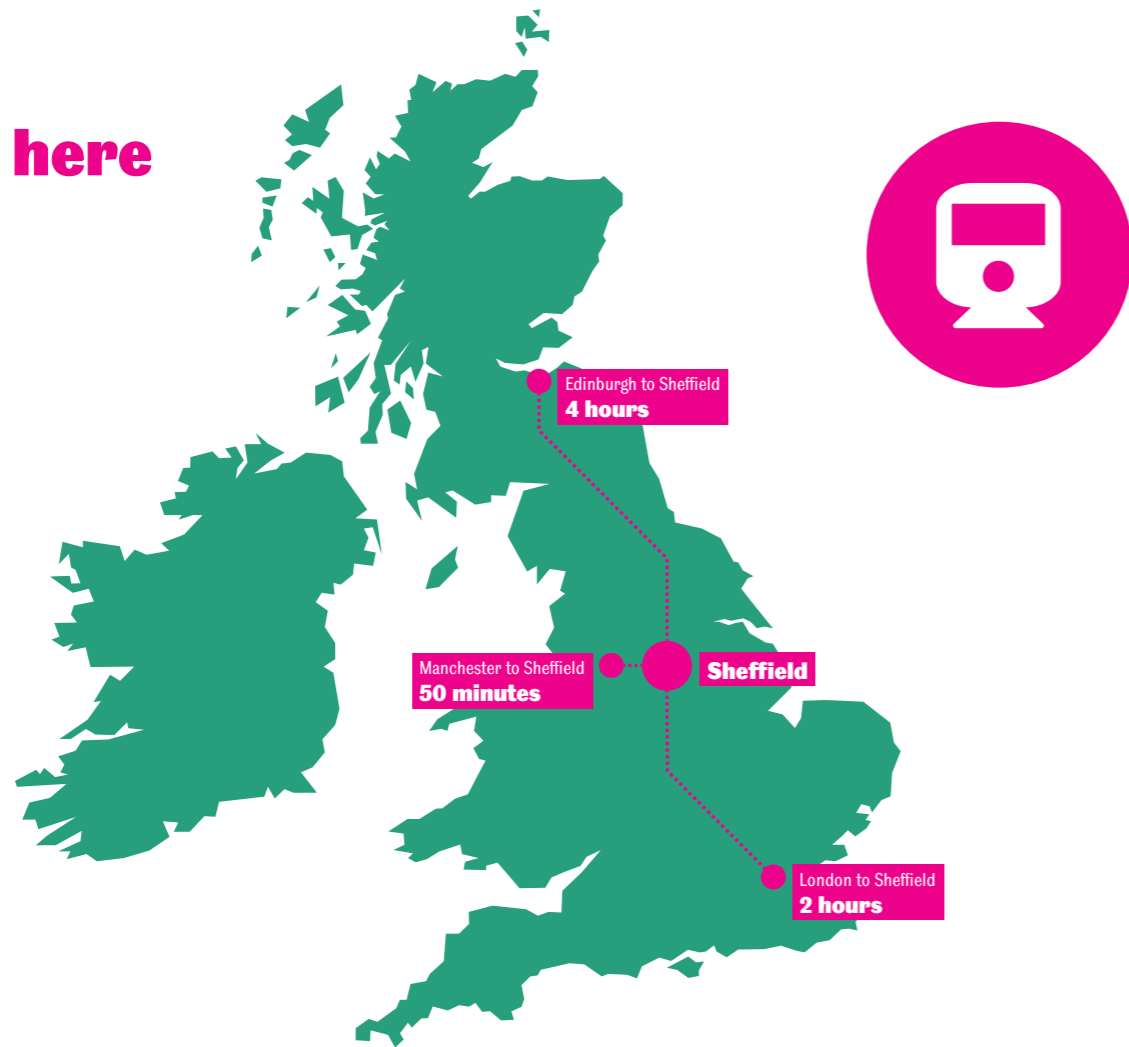 here
Edinburgh to Sheffield
4 hours
Manchester to Sheffield
50 minutes
Sheffield
London to Sheffield
2 hours